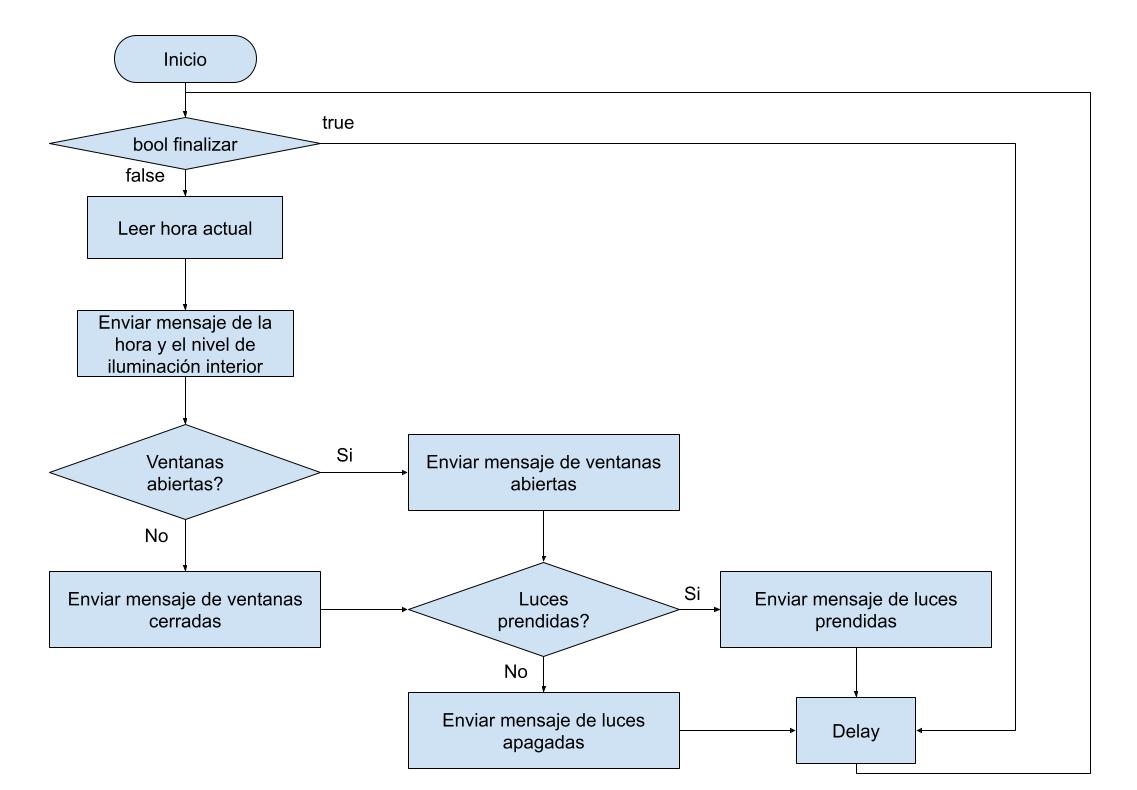 Inicio
true
bool finalizar
false
Leer hora actual
Enviar mensaje de la
hora y el nivel de
iluminación interior
Ventanas
abiertas?
Si
Enviar mensaje de ventanas
abiertas
No
Enviar mensaje de ventanas
cerradas
Luces
prendidas?
Si
Enviar mensaje de luces
prendidas
No
Enviar mensaje de luces
apagadas
Delay